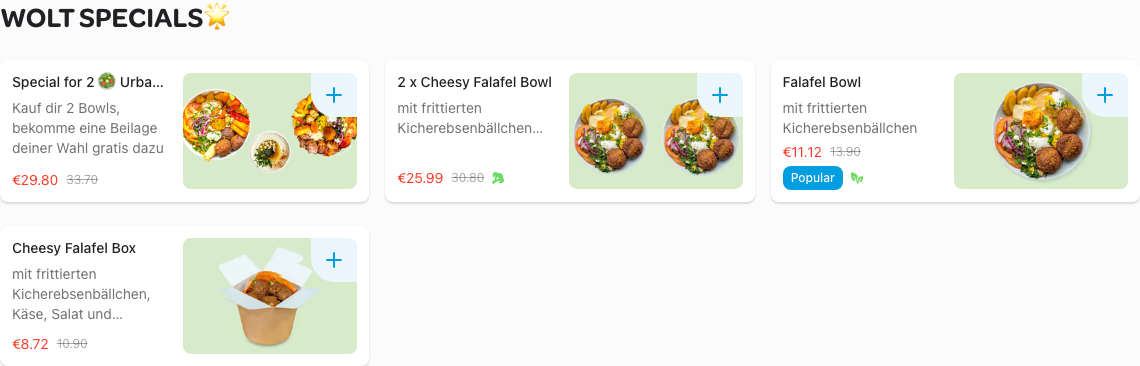 WOLT SPECIALS🌟
Special for 2 🥗 Urba...
Kauf dir 2 Bowls,
bekomme eine Beilage
deiner Wahl gratis dazu
€29.80 33.70
2 x Cheesy Falafel Bowl
mit frittierten
Kicherebsenbällchen...
€25.99 30.80
Falafel Bowl
mit frittierten
Kicherebsenbällchen
€11.12 13.90
Popular
Cheesy Falafel Box
mit frittierten
Kicherebsenbällchen,
Käse, Salat und...
€8.72 10.90